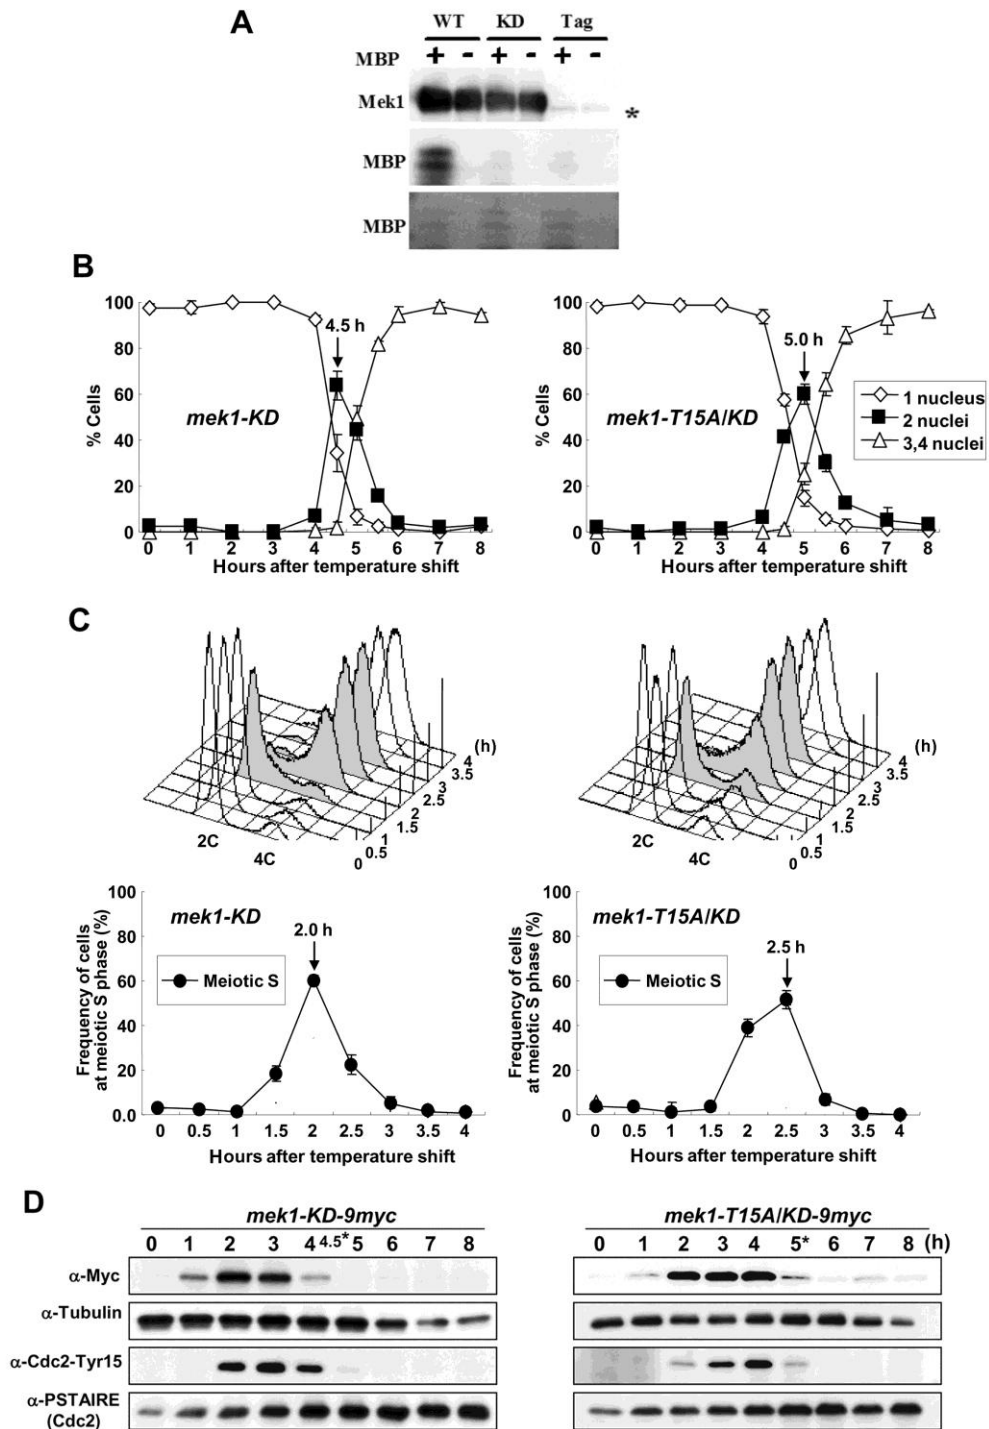 A
WT KD Tag
MBP + - + - + -
Mek1
*
MBP
MBP
B
100
80
60
40
20
0
% Cells
4.5 h
mek1-KD
0 1 2 3 4 5 6 7 8
Hours after temperature shift
100
80
60
40
20
0
% Cells
5.0 h
mek1-T15A/KD
0 1 2 3 4 5 6 7 8
Hours after temperature shift
1 nucleus
2 nuclei
3,4 nuclei
C
2C
4C
0 0.5 1 1.5 2 2.5 3 3.5 4
(h)
2C
4C
0 0.5 1 1.5 2 2.5 3 3.5 4
(h)
100
80
60
40
20
0.0
Frequency of cells
at meiotic S phase (%)
mek1-KD
2.0 h
Meiotic S
0 0.5 1 1.5 2 2.5 3 3.5 4
Hours after temperature shift
100
80
60
40
20
0
Frequency of cells
at meiotic S phase (%)
mek1-T15A/KD
2.5 h
Meiotic S
0 0.5 1 1.5 2 2.5 3 3.5 4
Hours after temperature shift
D
mek1-KD-9myc
0 1 2 3 4 4.5* 5 6 7 8
mek1-T15A/KD-9myc
0 1 2 3 4 5* 6 7 8 (h)
α-Myc
α-Tubulin
α-Cdc2-Tyr15
α-PSTAIRE
(Cdc2)